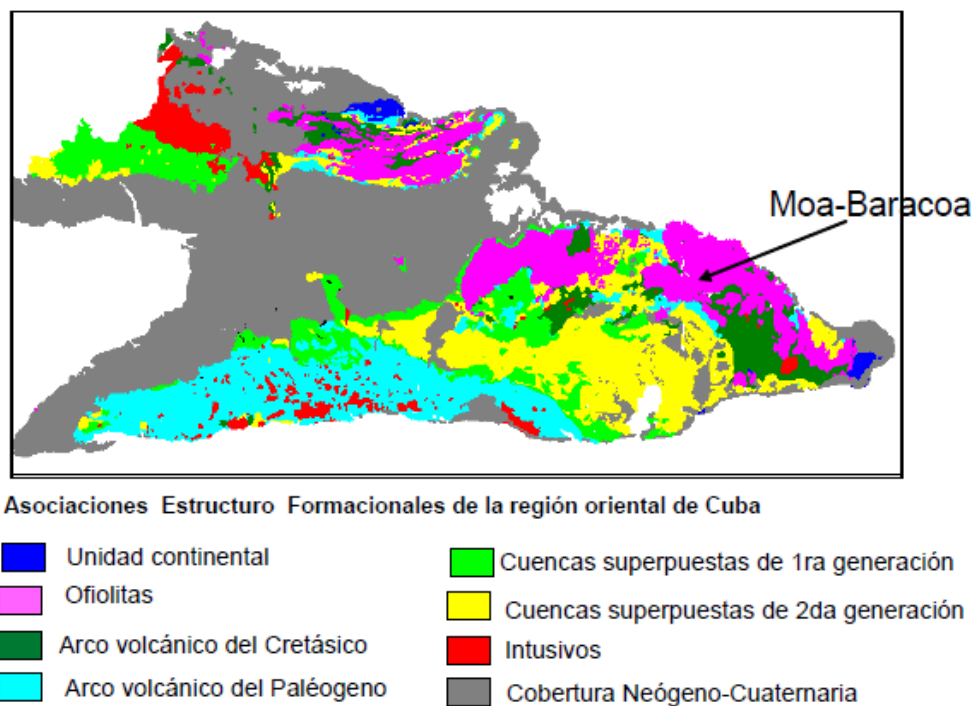 Moa-Baracoa
Asociaciones Estructuro Formacionales de la región oriental de Cuba
Unidad continental
Ofiolitas
Arco volcánico del Cretásico
Arco volcánico del Paléogeno
Cuencas superpuestas de 1ra generación
Cuencas superpuestas de 2da generación
Intusivos
Cobertura Neógeno-Cuaternaria